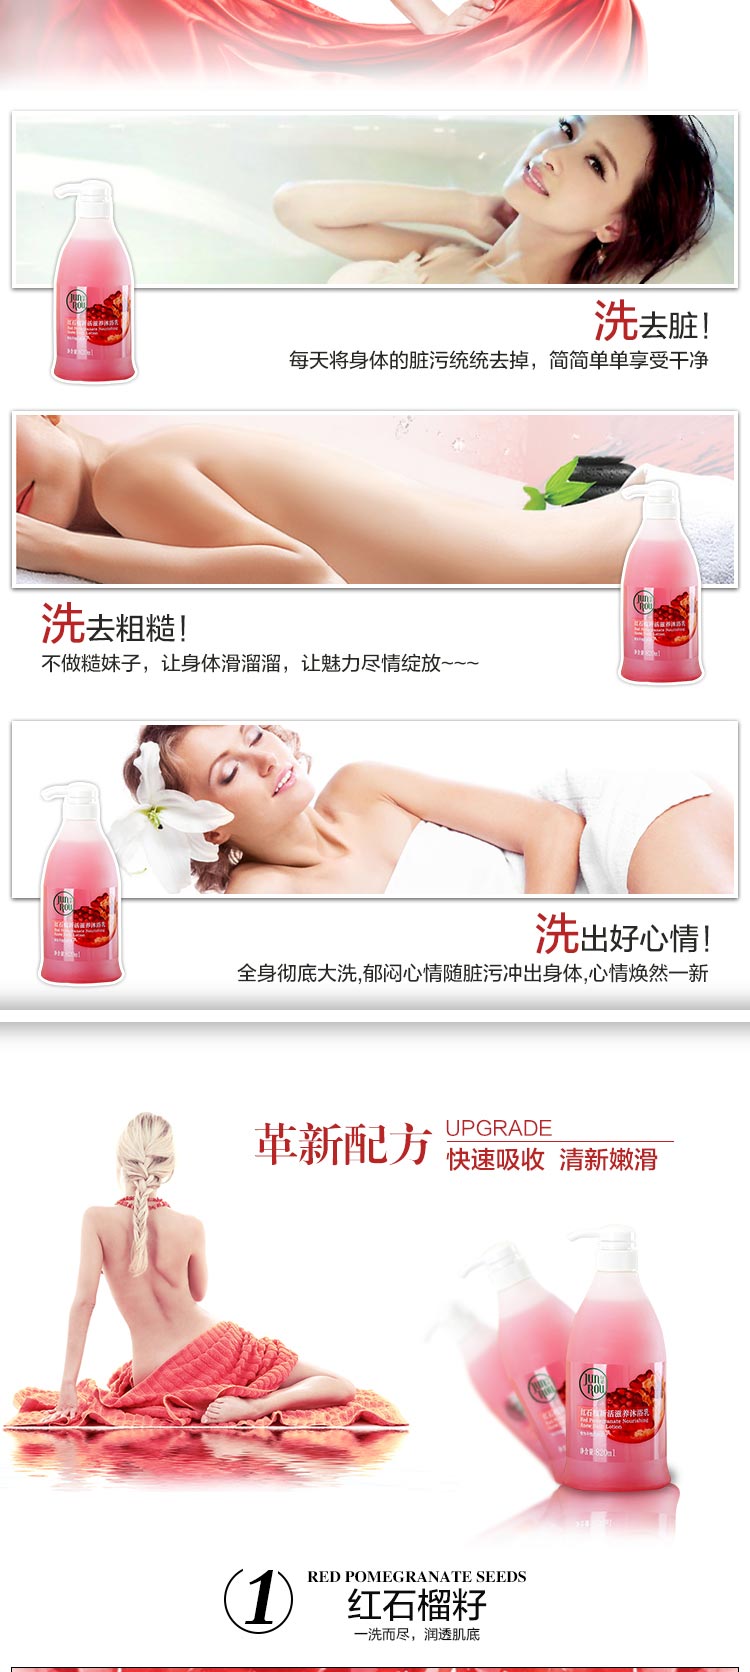 洗去脏！
每天将身体的脏污统统去掉，简简单单享受干净
洗去粗糙！
不做糙妹子，让身体滑溜溜，让魅力尽情绽放~~~
洗出好心情！
全身彻底大洗,郁闷心情随脏污冲出身体,心情焕然一新
革新配方
UPGRADE
快速吸收 清新嫩滑
Jun
Rou
红石榴新活滋养沐浴乳
Red Pomegranate Nourishing
净含量:820ml
1
RED POMEGRANATE SEEDS
红石榴籽
一洗而尽，润透肌底